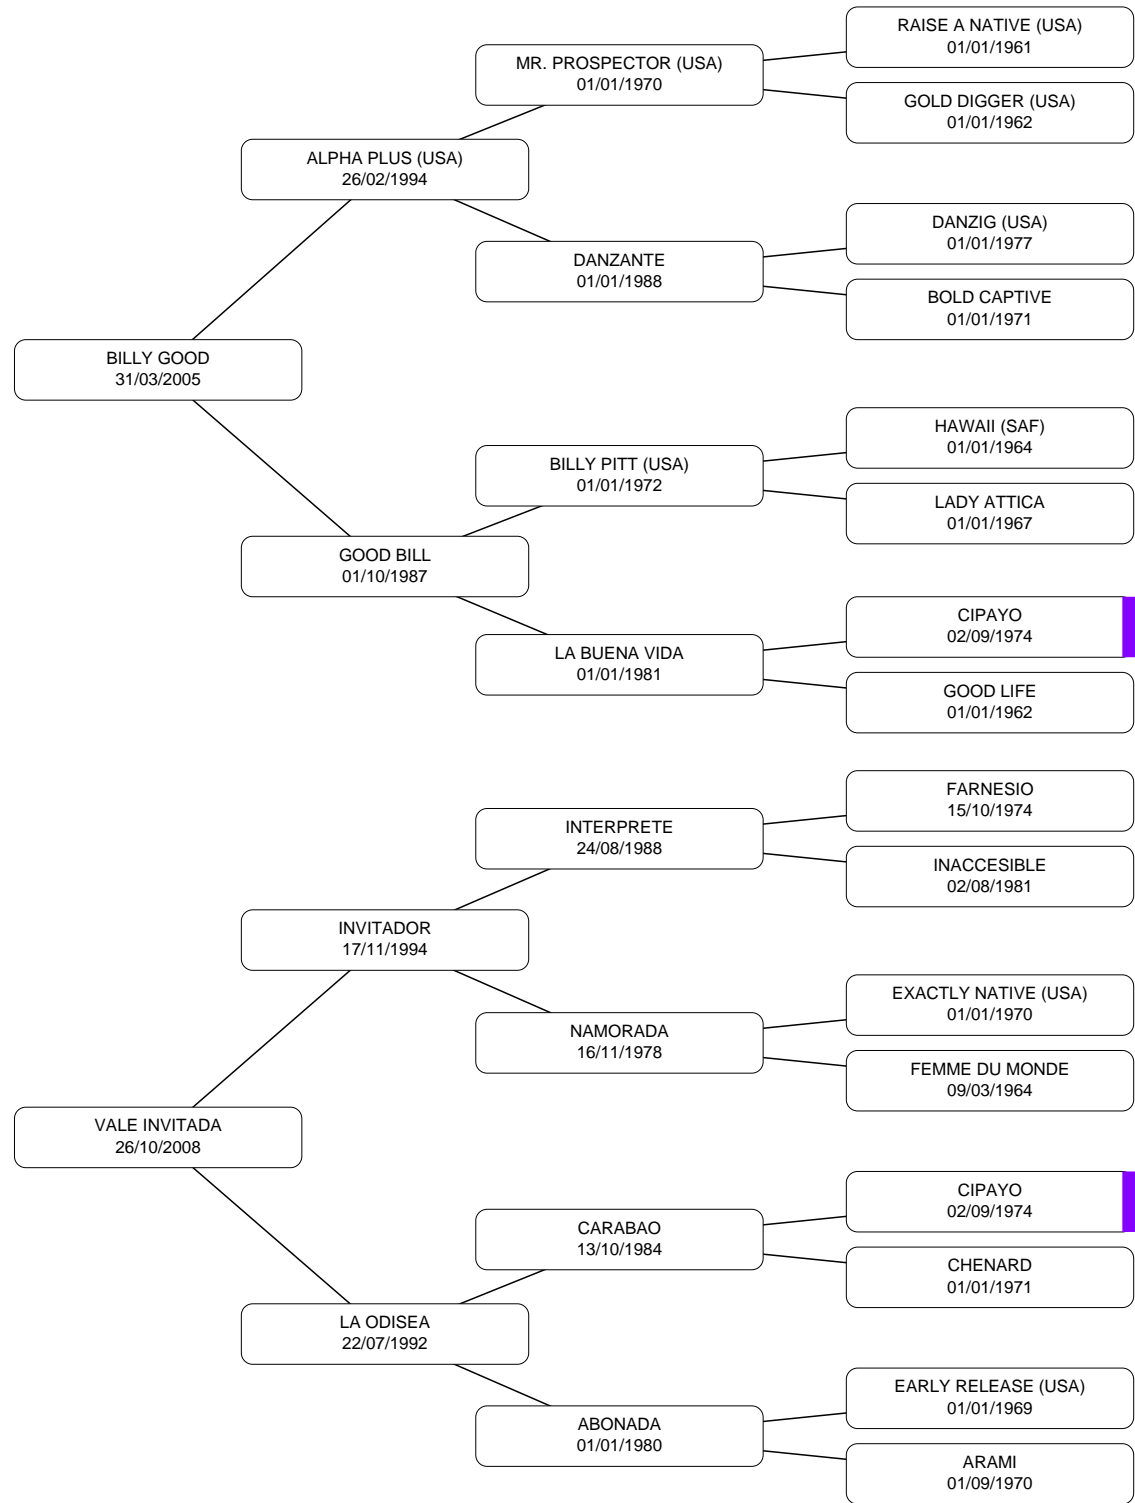 RAISE A NATIVE (USA)
01/01/1961
MR. PROSPECTOR (USA)
01/01/1970
GOLD DIGGER (USA)
01/01/1962
ALPHA PLUS (USA)
26/02/1994
DANZIG (USA)
01/01/1977
DANZANTE
01/01/1988
BOLD CAPTIVE
01/01/1971
BILLY GOOD
31/03/2005
HAWAII (SAF)
01/01/1964
BILLY PITT (USA)
01/01/1972
LADY ATTICA
01/01/1967
GOOD BILL
01/10/1987
CIPAYO
02/09/1974
LA BUENA VIDA
01/01/1981
GOOD LIFE
01/01/1962
FARNESIO
15/10/1974
INTERPRETE
24/08/1988
INACCESIBLE
02/08/1981
INVITADOR
17/11/1994
EXACTLY NATIVE (USA)
01/01/1970
NAMORADA
16/11/1978
FEMME DU MONDE
09/03/1964
VALE INVITADA
26/10/2008
CIPAYO
02/09/1974
CARABAO
13/10/1984
CHENARD
01/01/1971
LA ODISEA
22/07/1992
EARLY RELEASE (USA)
01/01/1969
ABONADA
01/01/1980
ARAMI
01/09/1970